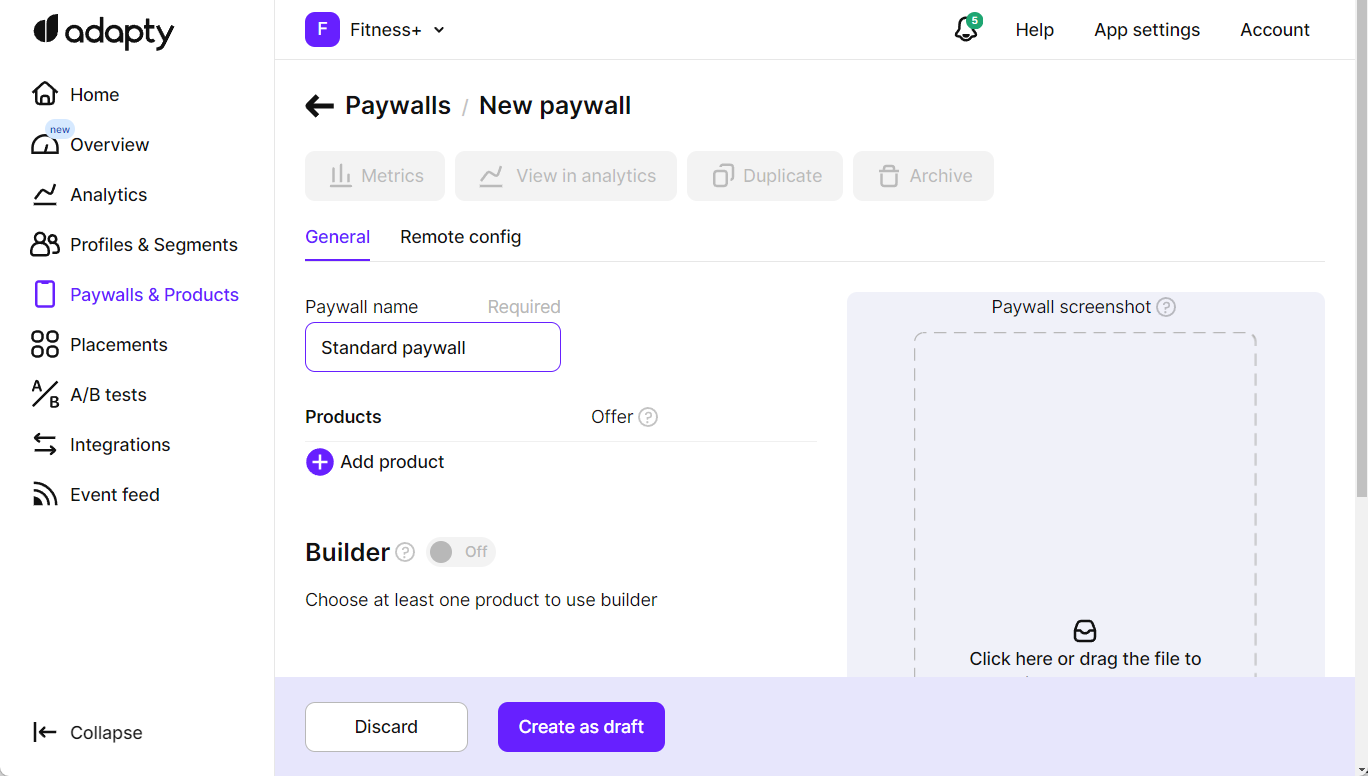 adapty
F Fitness+
5
Help
App settings
Account
Home
new
Overview
Analytics
Profiles & Segments
Paywalls & Products
Placements
A/B
A/B tests
Integrations
Event feed
Collapse
Paywalls / New paywall
Metrics
View in analytics
Duplicate
Archive
General
Remote config
Paywall name Required
Standard paywall
Products Offer ?
Add product
Builder ? Off
Choose at least one product to use builder
Paywall screenshot ?
Click here or drag the file to
Discard
Create as draft